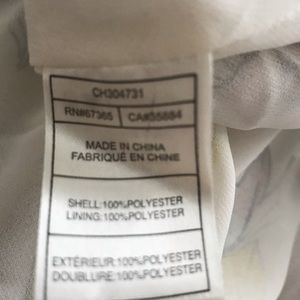 CH304731
RN#67365 CA#55884
MADE IN CHINA
FABRIQUÉ EN CHINE
SHELL:100%POLYESTER
LINING:100%POLYESTER
EXTÉRIEUR:100%POLYESTER
DOUBLURE:100%POLYESTER